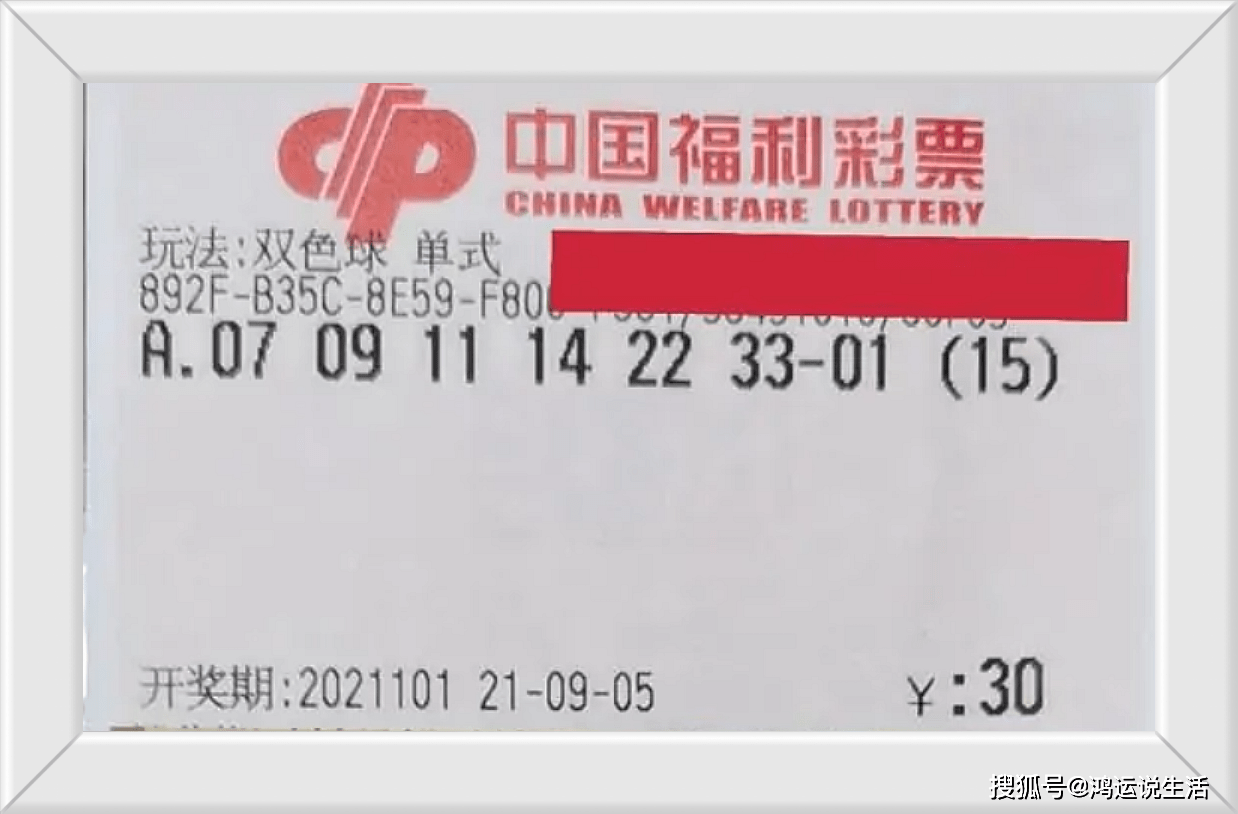 中国福利彩票
CHINA WELFARE LOTTERY
玩法:双色球 单式
892F-B35C-8E59-F80
A.07 09 11 14 22 33-01 (15)
开奖期:2021101 21-09-05
¥:30
搜狐号@鸿运说生活